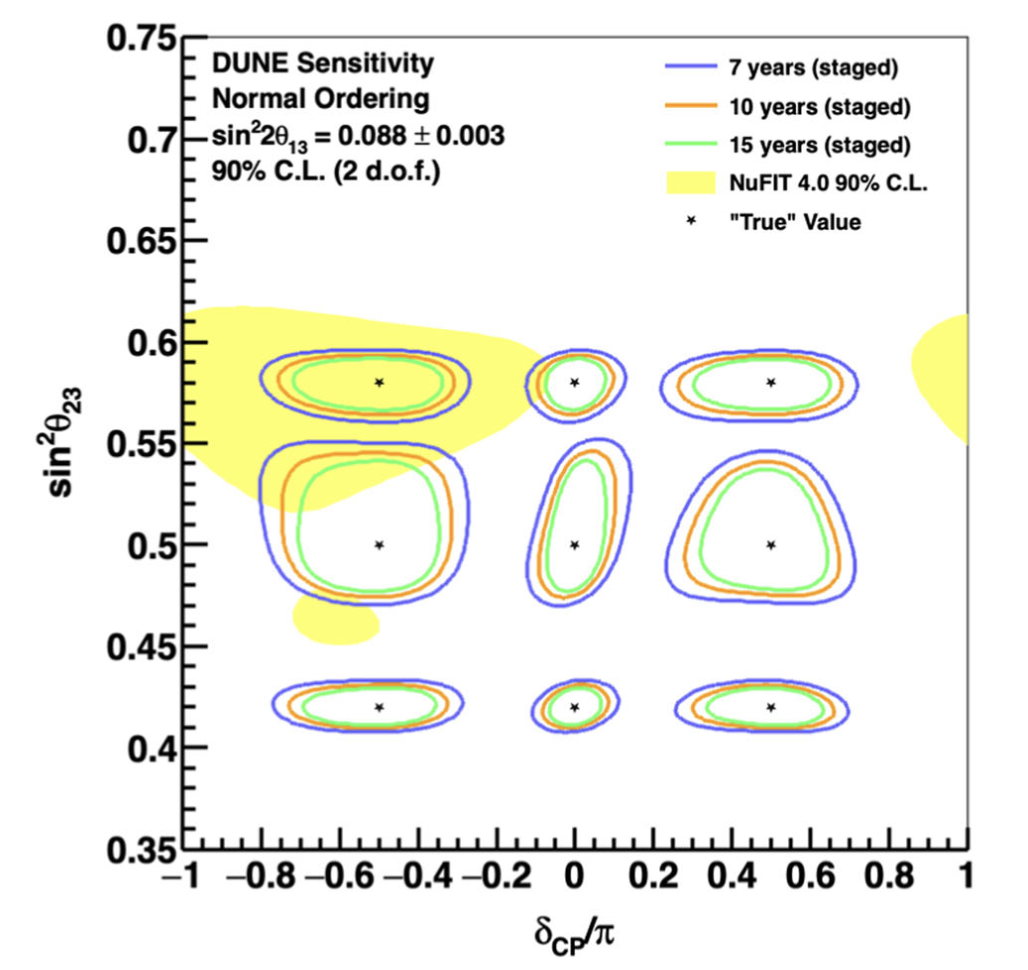 DUNE Sensitivity
Normal Ordering
sin²2θ₁₃ = 0.088 ± 0.003
90% C.L. (2 d.o.f.)
7 years (staged)
10 years (staged)
15 years (staged)
NuFIT 4.0 90% C.L.
"True" Value
sin²θ₂₃
0.75
0.7
0.65
0.6
0.55
0.5
0.45
0.4
0.35
−1 −0.8 −0.6 −0.4 −0.2 0 0.2 0.4 0.6 0.8 1
δCP/π